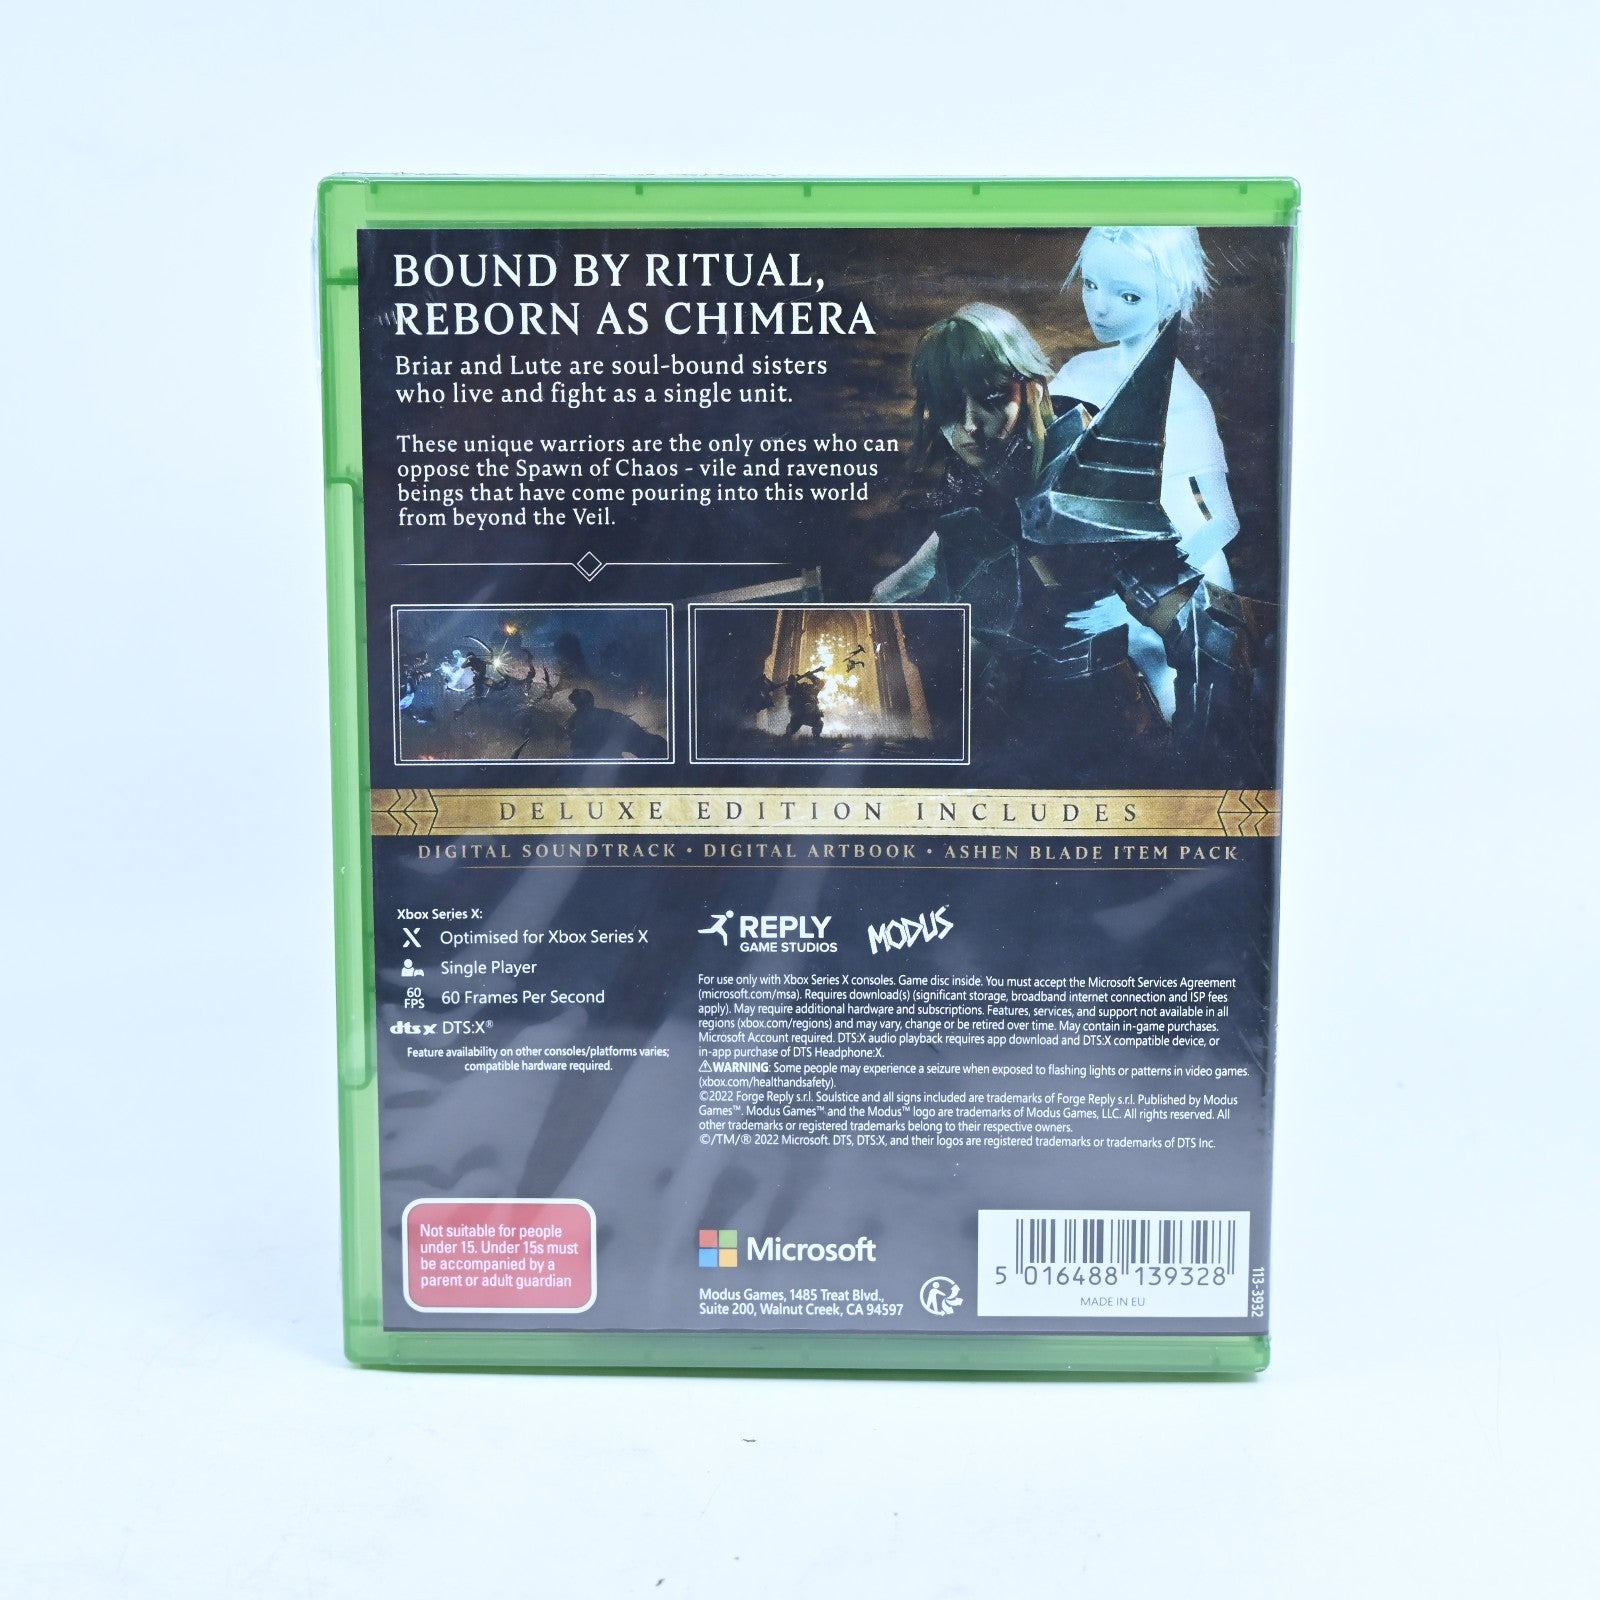 BOUND BY RITUAL,
REBORN AS CHIMERA
Briar and Lute are soul-bound sisters
who live and fight as a single unit.
These unique warriors are the only ones who can
oppose the Spawn of Chaos - vile and ravenous
beings that have come pouring into this world
from beyond the Veil.
DELUXE EDITION INCLUDES
DIGITAL SOUNDTRACK • DIGITAL ARTBOOK • ASHEN BLADE ITEM PACK
Xbox Series X:
Optimised for Xbox Series X
Single Player
60 FPS 60 Frames Per Second
dts x DTS:X®
Feature availability on other consoles/platforms varies;
compatible hardware required.
REPLY
GAME STUDIOS
MODUS
For use only with Xbox Series X consoles. Game disc inside. You must accept the Microsoft Services Agreement
(microsoft.com/msa). Requires download(s) (significant storage, broadband internet connection and ISP fees
apply). May require additional hardware and subscriptions. Features, services, and support not available in all
regions (xbox.com/regions) and may vary, change or be retired over time. May contain in-game purchases.
Microsoft Account required. DTS:X audio playback requires app download and DTS:X compatible device, or
in-app purchase of DTS Headphone:X.
⚠WARNING: Some people may experience a seizure when exposed to flashing lights or patterns in video games.
(xbox.com/healthandsafety).
©2022 Forge Reply s.r.l. Soulstice and all signs included are trademarks of Forge Reply s.r.l. Published by Modus
Games™. Modus Games™ and the Modus™ logo are trademarks of Modus Games, LLC. All rights reserved. All
other trademarks or registered trademarks belong to their respective owners.
©/TM/® 2022 Microsoft. DTS, DTS:X, and their logos are registered trademarks or trademarks of DTS Inc.
Not suitable for people
under 15. Under 15s must
be accompanied by a
parent or adult guardian
Microsoft
Modus Games, 1485 Treat Blvd.,
Suite 200, Walnut Creek, CA 94597
5 016488 139328
MADE IN EU
113-3932